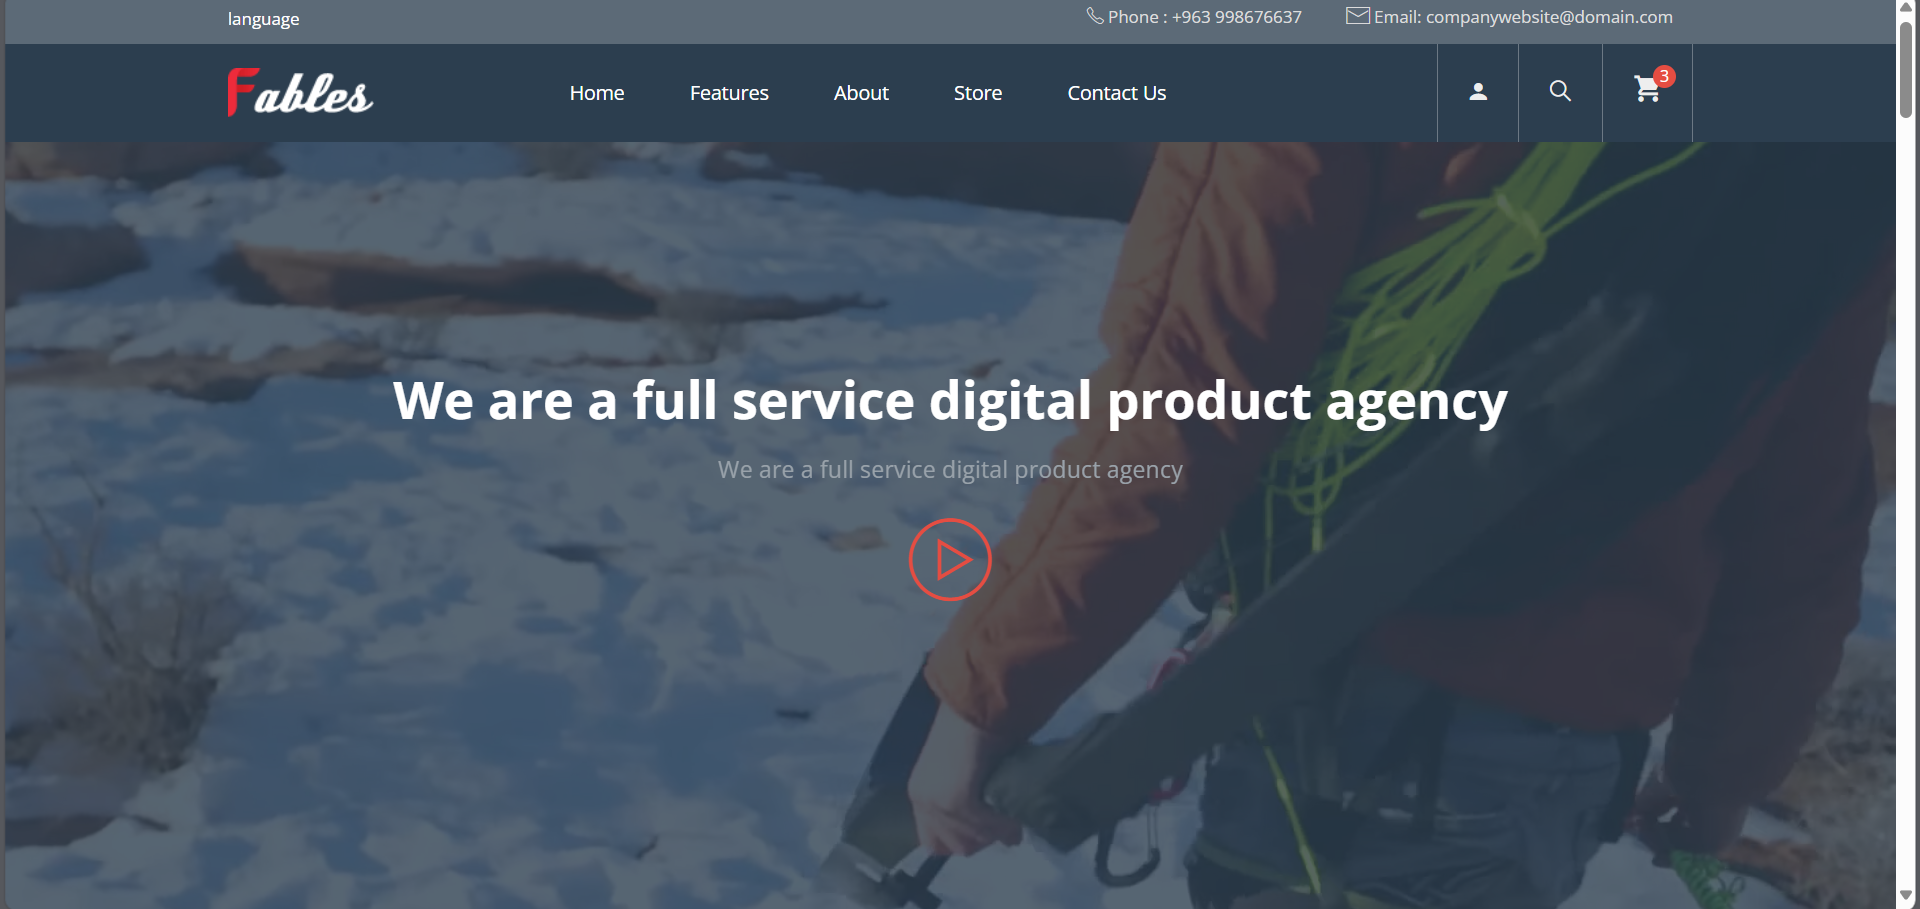 language
Phone : +963 998676637
Email: companywebsite@domain.com
Fables
Home
Features
About
Store
Contact Us
3
We are a full service digital product agency
We are a full service digital product agency